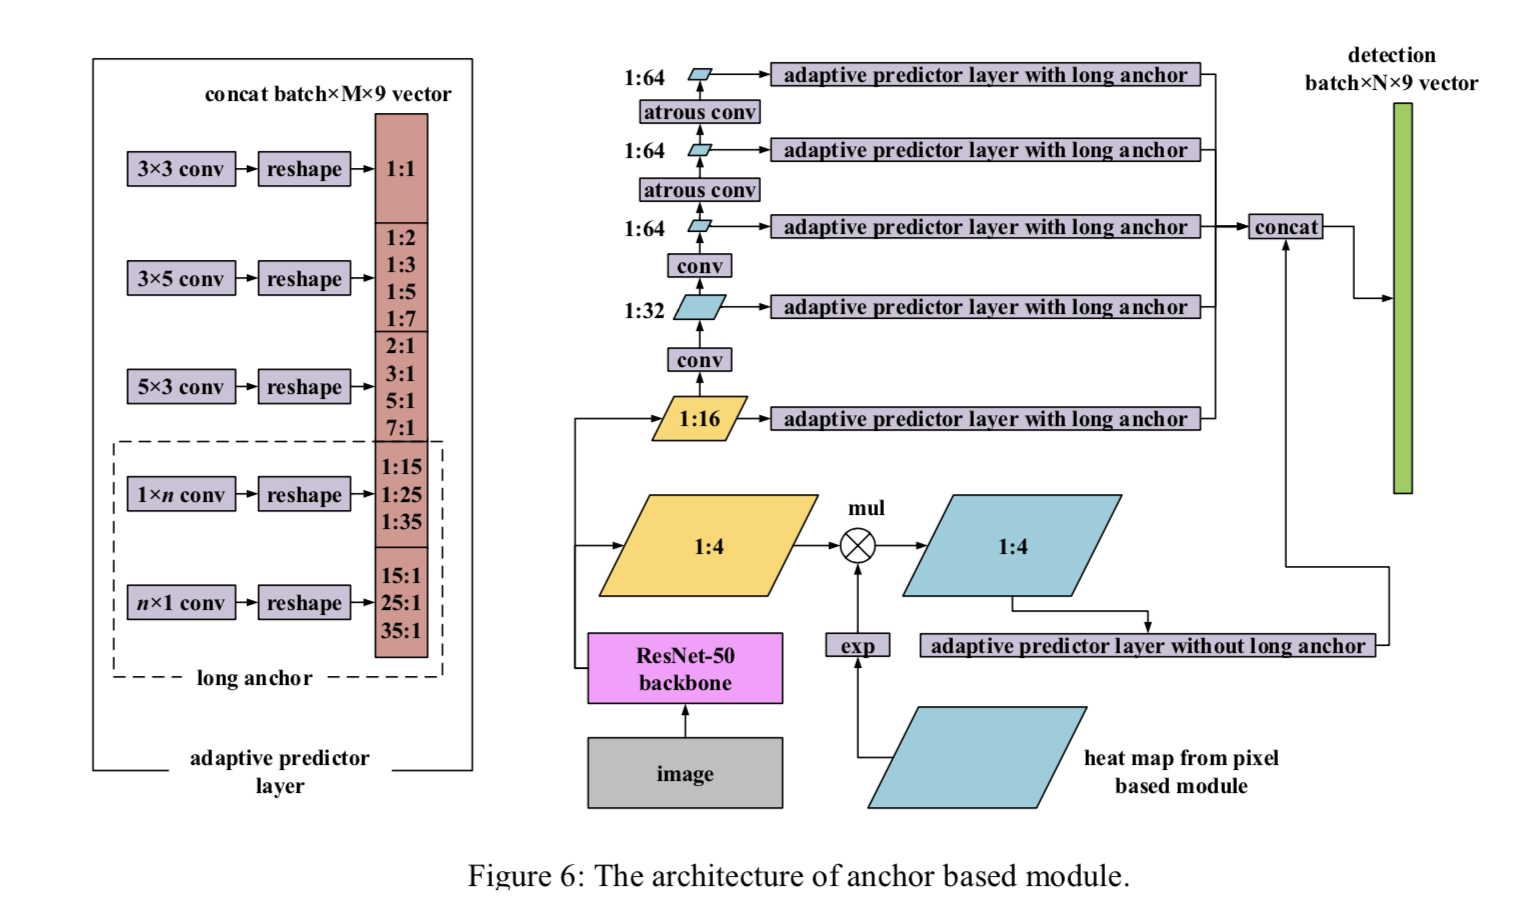 concat batch×M×9 vector
3×3 conv
reshape
1:1
3×5 conv
reshape
1:2
1:3
1:5
1:7
5×3 conv
reshape
2:1
3:1
5:1
7:1
1×n conv
reshape
1:15
1:25
1:35
n×1 conv
reshape
15:1
25:1
35:1
long anchor
adaptive predictor
layer
1:64
adaptive predictor layer with long anchor
atrous conv
1:64
adaptive predictor layer with long anchor
atrous conv
1:64
adaptive predictor layer with long anchor
conv
1:32
adaptive predictor layer with long anchor
conv
1:16
adaptive predictor layer with long anchor
concat
detection
batch×N×9 vector
1:4
mul
1:4
exp
adaptive predictor layer without long anchor
ResNet-50
backbone
image
heat map from pixel
based module
Figure 6: The architecture of anchor based module.